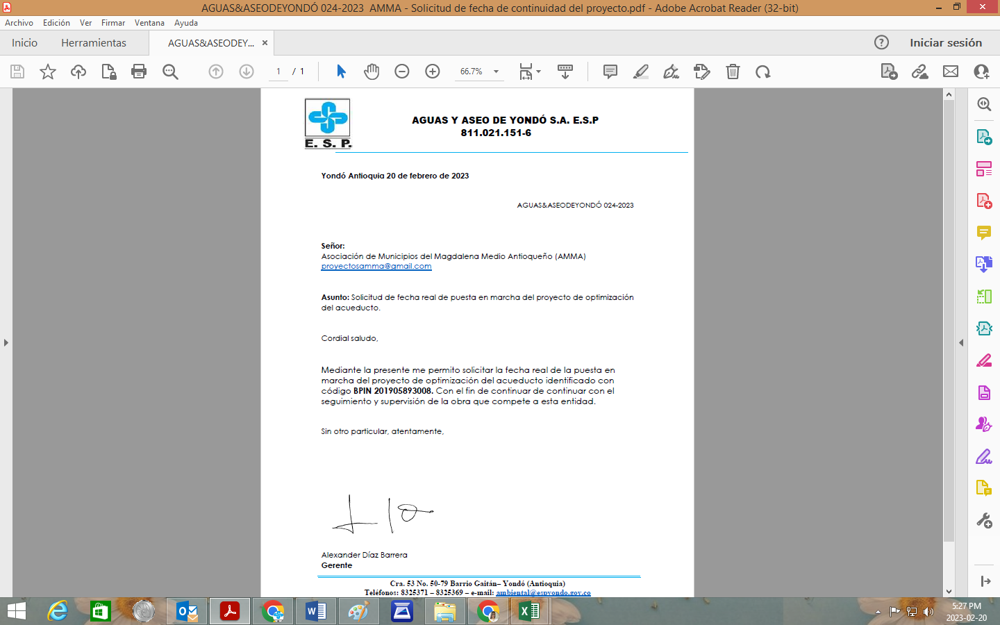 AGUAS&ASEODEYONDÓ 024-2023  AMMA - Solicitud de fecha de continuidad del proyecto.pdf - Adobe Acrobat Reader (32-bit)
Archivo Edición Ver Firmar Ventana Ayuda
Inicio Herramientas AGUAS&ASEODEY... × Iniciar sesión
1 / 1 66.7%
E. S. P.
AGUAS Y ASEO DE YONDÓ S.A. E.S.P
811.021.151-6
Yondó Antioquia 20 de febrero de 2023
AGUAS&ASEODEYONDÓ 024-2023
Señor:
Asociación de Municipios del Magdalena Medio Antioqueño (AMMA)
proyectosamma@gmail.com
Asunto: Solicitud de fecha real de puesta en marcha del proyecto de optimización
del acueducto.
Cordial saludo,
Mediante la presente me permito solicitar la fecha real de la puesta en
marcha del proyecto de optimización del acueducto identificado con
código BPIN 201905893008. Con el fin de continuar de continuar con el
seguimiento y supervisión de la obra que compete a esta entidad.
Sin otro particular, atentamente,
Alexander Díaz Barrera
Gerente
Cra. 53 No. 50-79 Barrio Gaitán– Yondó (Antioquia)
Teléfonos: 8325371 – 8325369 – e-mail: ambiental@espyondo.gov.co
5:27 PM
2023-02-20